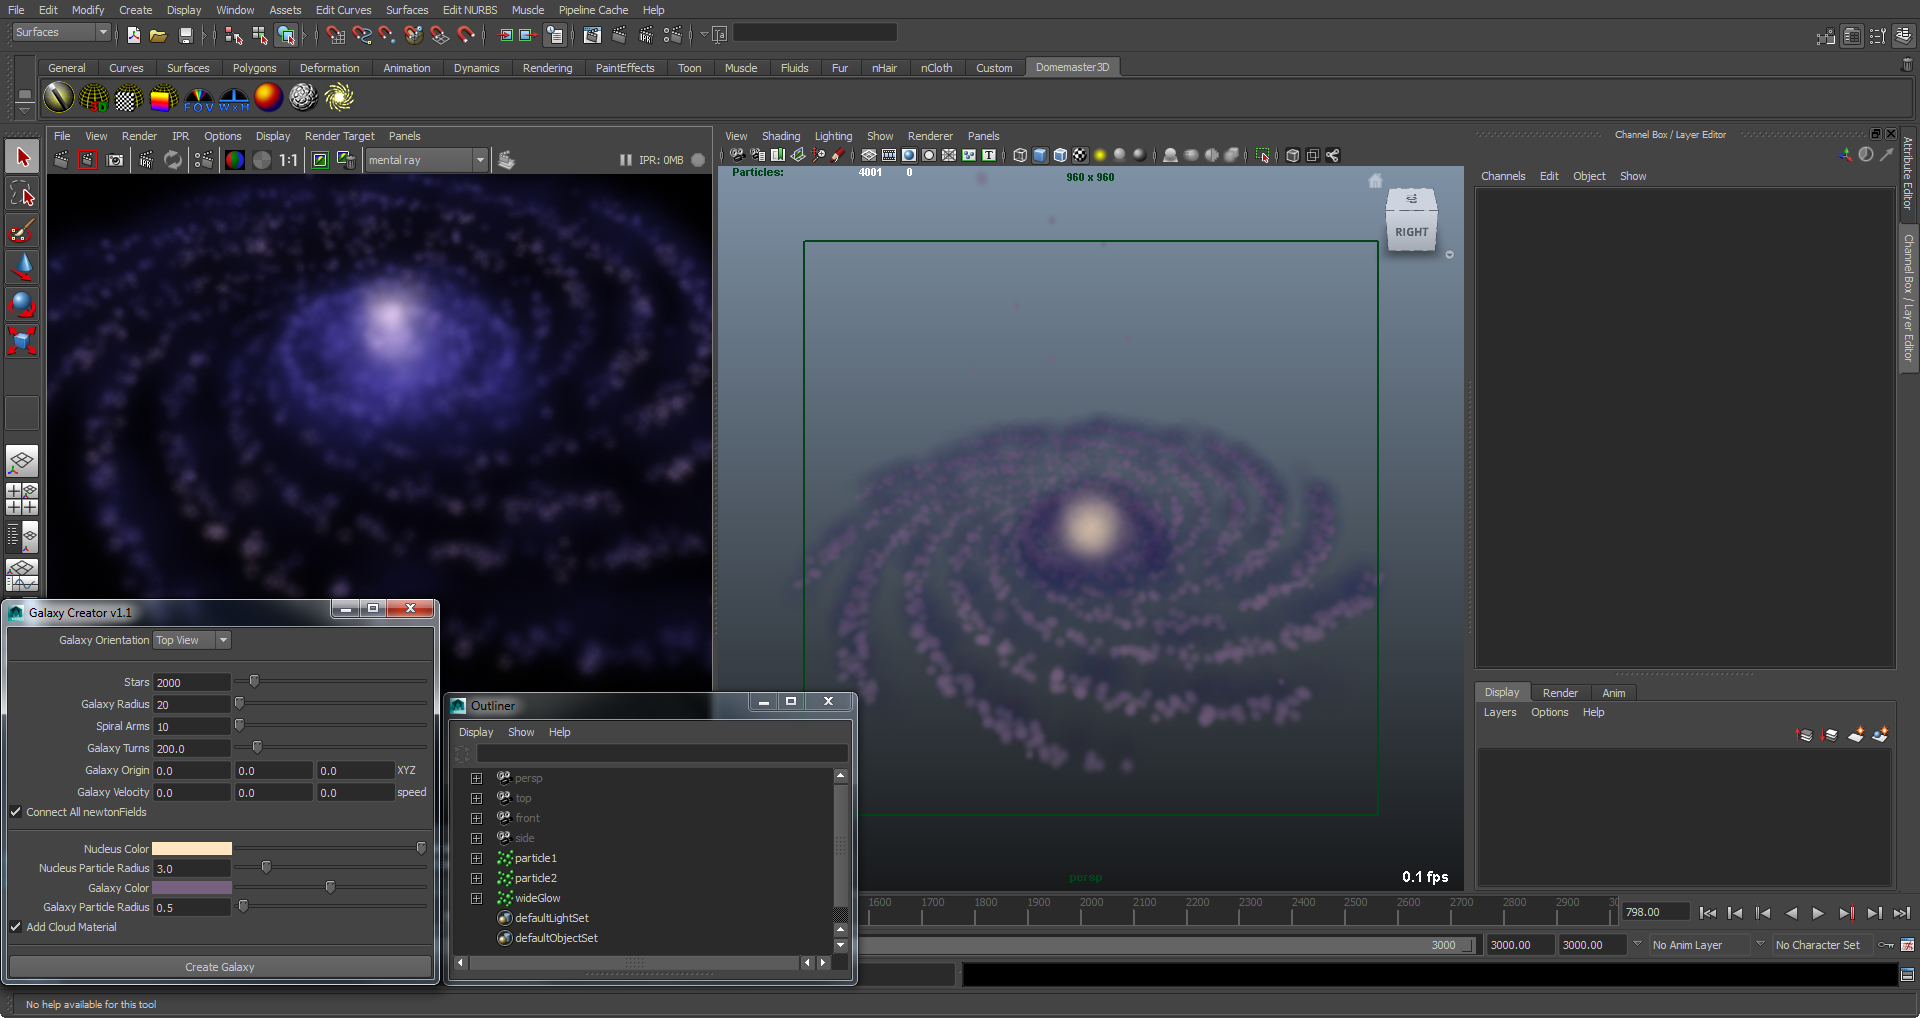 File Edit Modify Create Display Window Assets Edit Curves Surfaces Edit NURBS Muscle Pipeline Cache Help
Surfaces
General Curves Surfaces Polygons Deformation Animation Dynamics Rendering PaintEffects Toon Muscle Fluids Fur nHair nCloth Custom Domemaster3D
3D FOV WxH
File View Render IPR Options Display Render Target Panels
1:1 mental ray IPR: 0MB
View Shading Lighting Show Renderer Panels
Particles: 4001 0
960 x 960
RIGHT
persp
0.1 fps
Channel Box / Layer Editor
Channels Edit Object Show
Attribute Editor
Channel Box / Layer Editor
Display Render Anim
Layers Options Help
Galaxy Creator v1.1
Galaxy Orientation Top View
Stars 2000
Galaxy Radius 20
Spiral Arms 10
Galaxy Turns 200.0
Galaxy Origin 0.0 0.0 0.0 XYZ
Galaxy Velocity 0.0 0.0 0.0 speed
Connect All newtonFields
Nucleus Color
Nucleus Particle Radius 3.0
Galaxy Color
Galaxy Particle Radius 0.5
Add Cloud Material
Create Galaxy
Outliner
Display Show Help
persp
top
front
side
particle1
particle2
wideGlow
defaultLightSet
defaultObjectSet
1600 1700 1800 1900 2000 2100 2200 2300 2400 2500 2600 2700 2800 2900
798.00
3000 3000.00 3000.00 No Anim Layer No Character Set
No help available for this tool